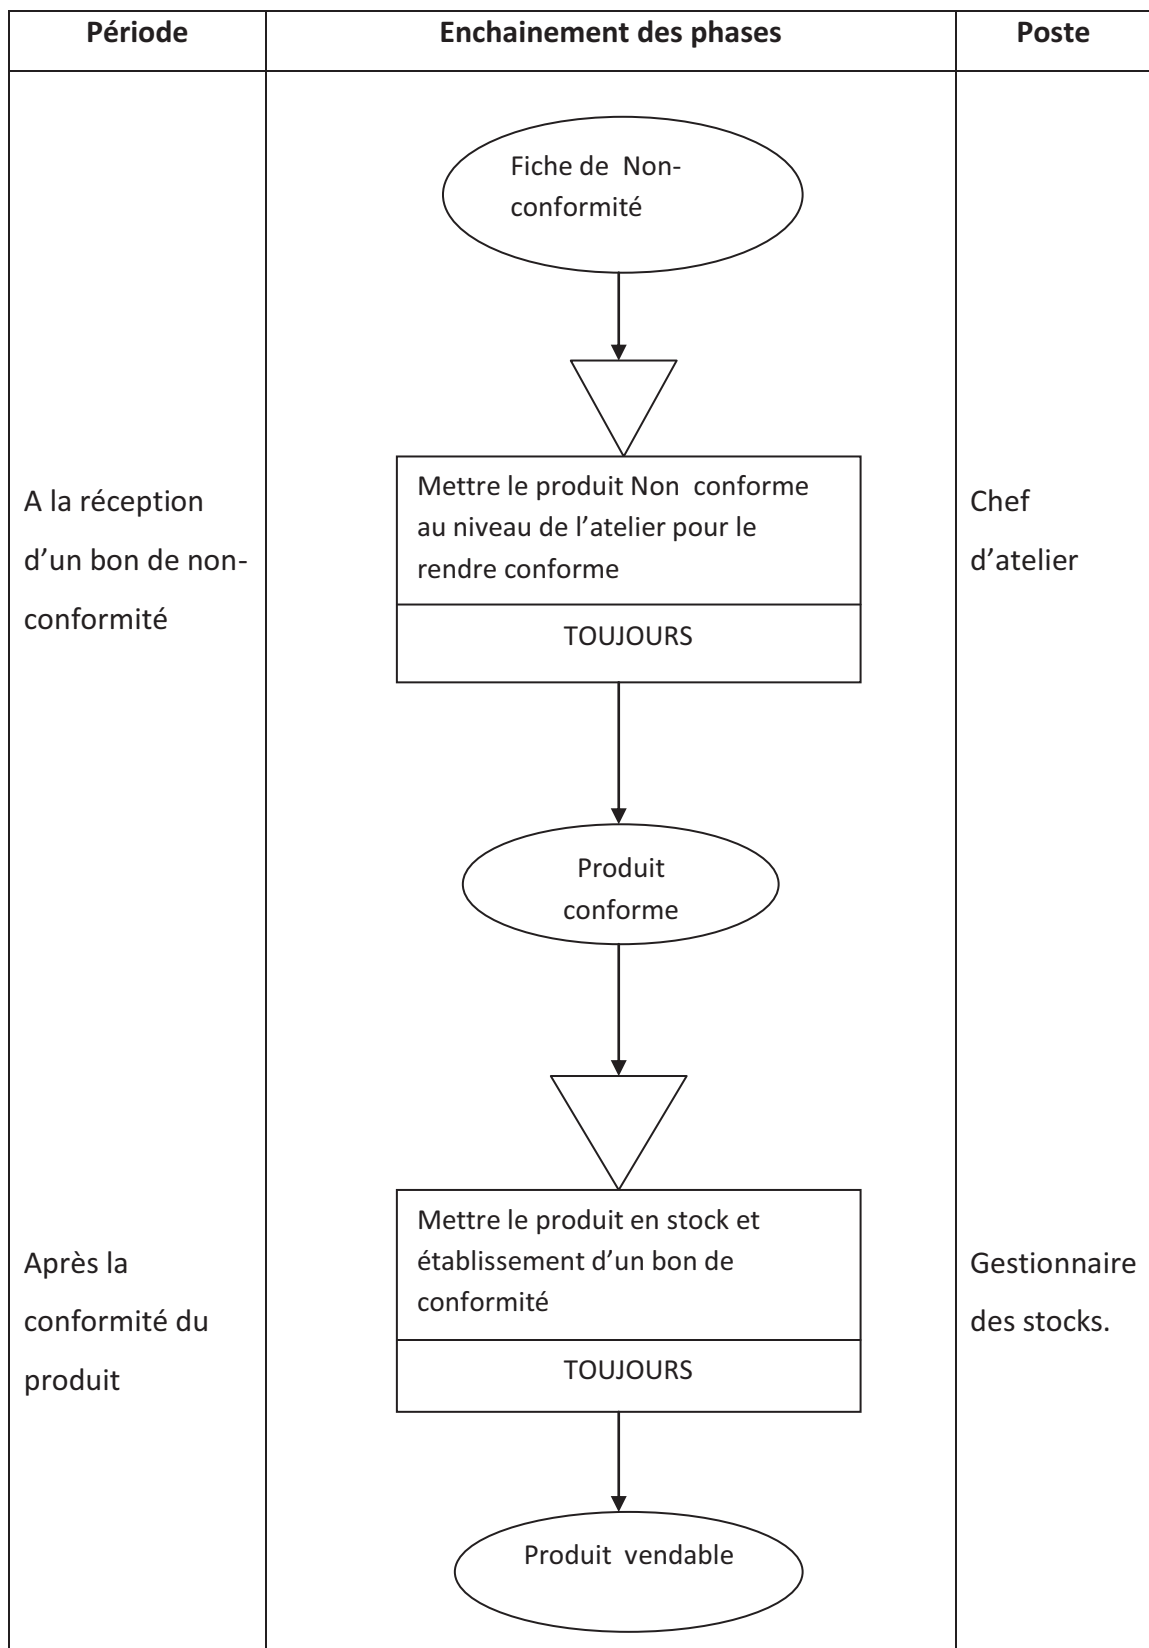 Période Enchainement des phases Poste
Fiche de Non-
conformité
A la réception
d’un bon de non-
conformité
Mettre le produit Non conforme
au niveau de l’atelier pour le
rendre conforme
TOUJOURS
Chef
d’atelier
Produit
conforme
Après la
conformité du
produit
Mettre le produit en stock et
établissement d’un bon de
conformité
TOUJOURS
Gestionnaire
des stocks.
Produit vendable